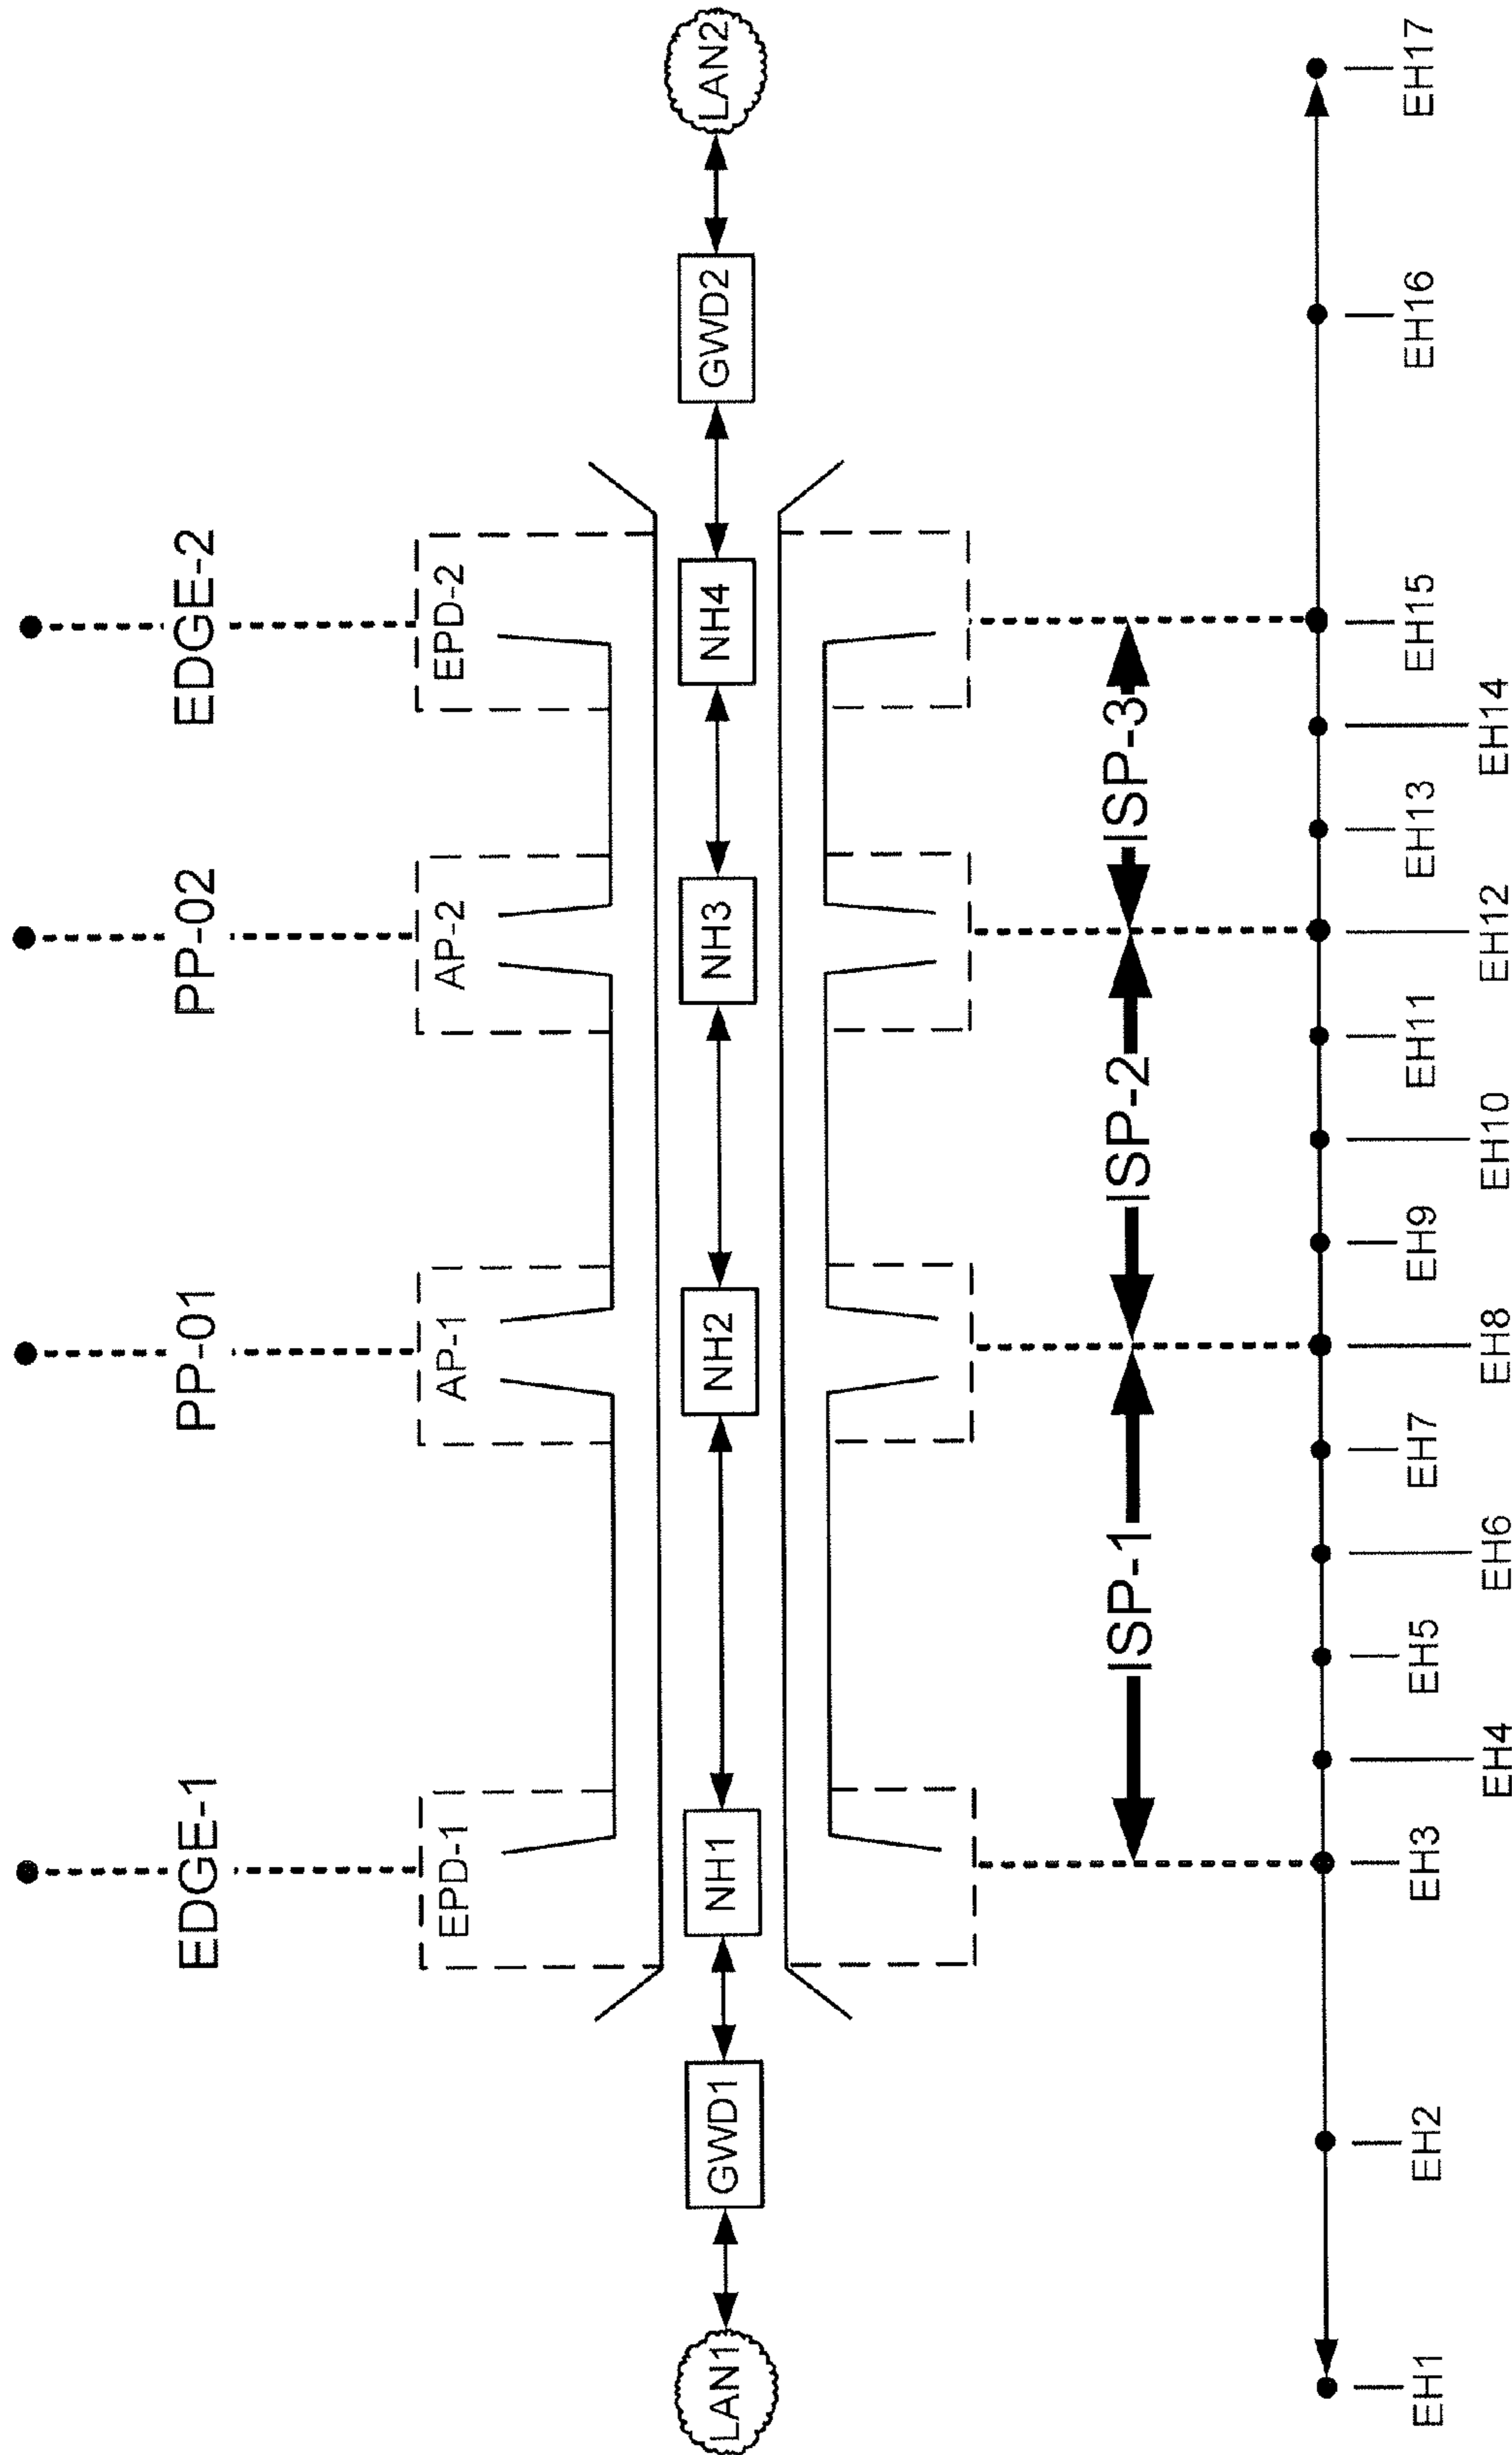 EDGE-1 PP-01 PP-02 EDGE-2
EPD-1 AP-1 AP-2 EPD-2
LAN1 GWD1 NH1 NH2 NH3 NH4 GWD2 LAN2
ISP-1 ISP-2 ISP-3
EH1 EH2 EH3 EH5 EH7 EH9 EH11 EH13 EH15 EH16 EH17
EH4 EH6 EH8 EH10 EH12 EH14